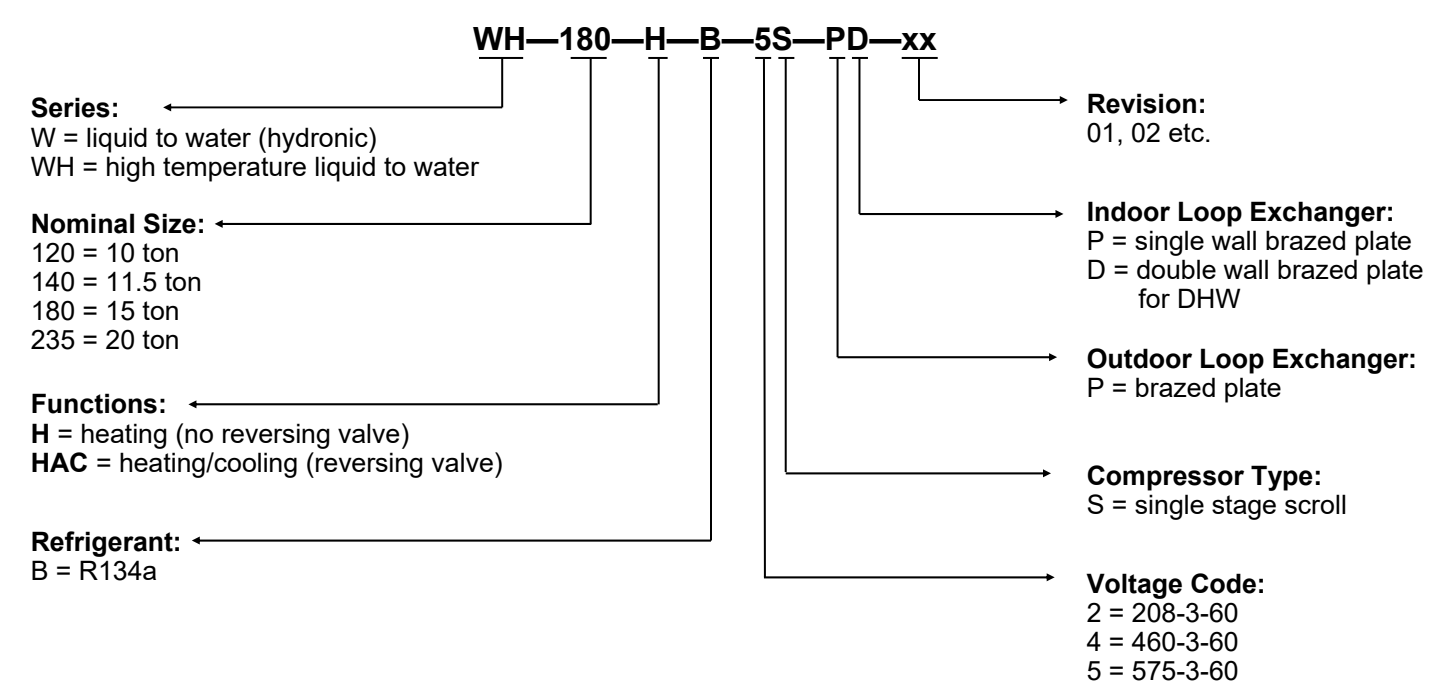 WH—180—H—B—5S—PD—xx
Series:
W = liquid to water (hydronic)
WH = high temperature liquid to water
Nominal Size:
120 = 10 ton
140 = 11.5 ton
180 = 15 ton
235 = 20 ton
Functions:
H = heating (no reversing valve)
HAC = heating/cooling (reversing valve)
Refrigerant:
B = R134a
Revision:
01, 02 etc.
Indoor Loop Exchanger:
P = single wall brazed plate
D = double wall brazed plate
for DHW
Outdoor Loop Exchanger:
P = brazed plate
Compressor Type:
S = single stage scroll
Voltage Code:
2 = 208-3-60
4 = 460-3-60
5 = 575-3-60